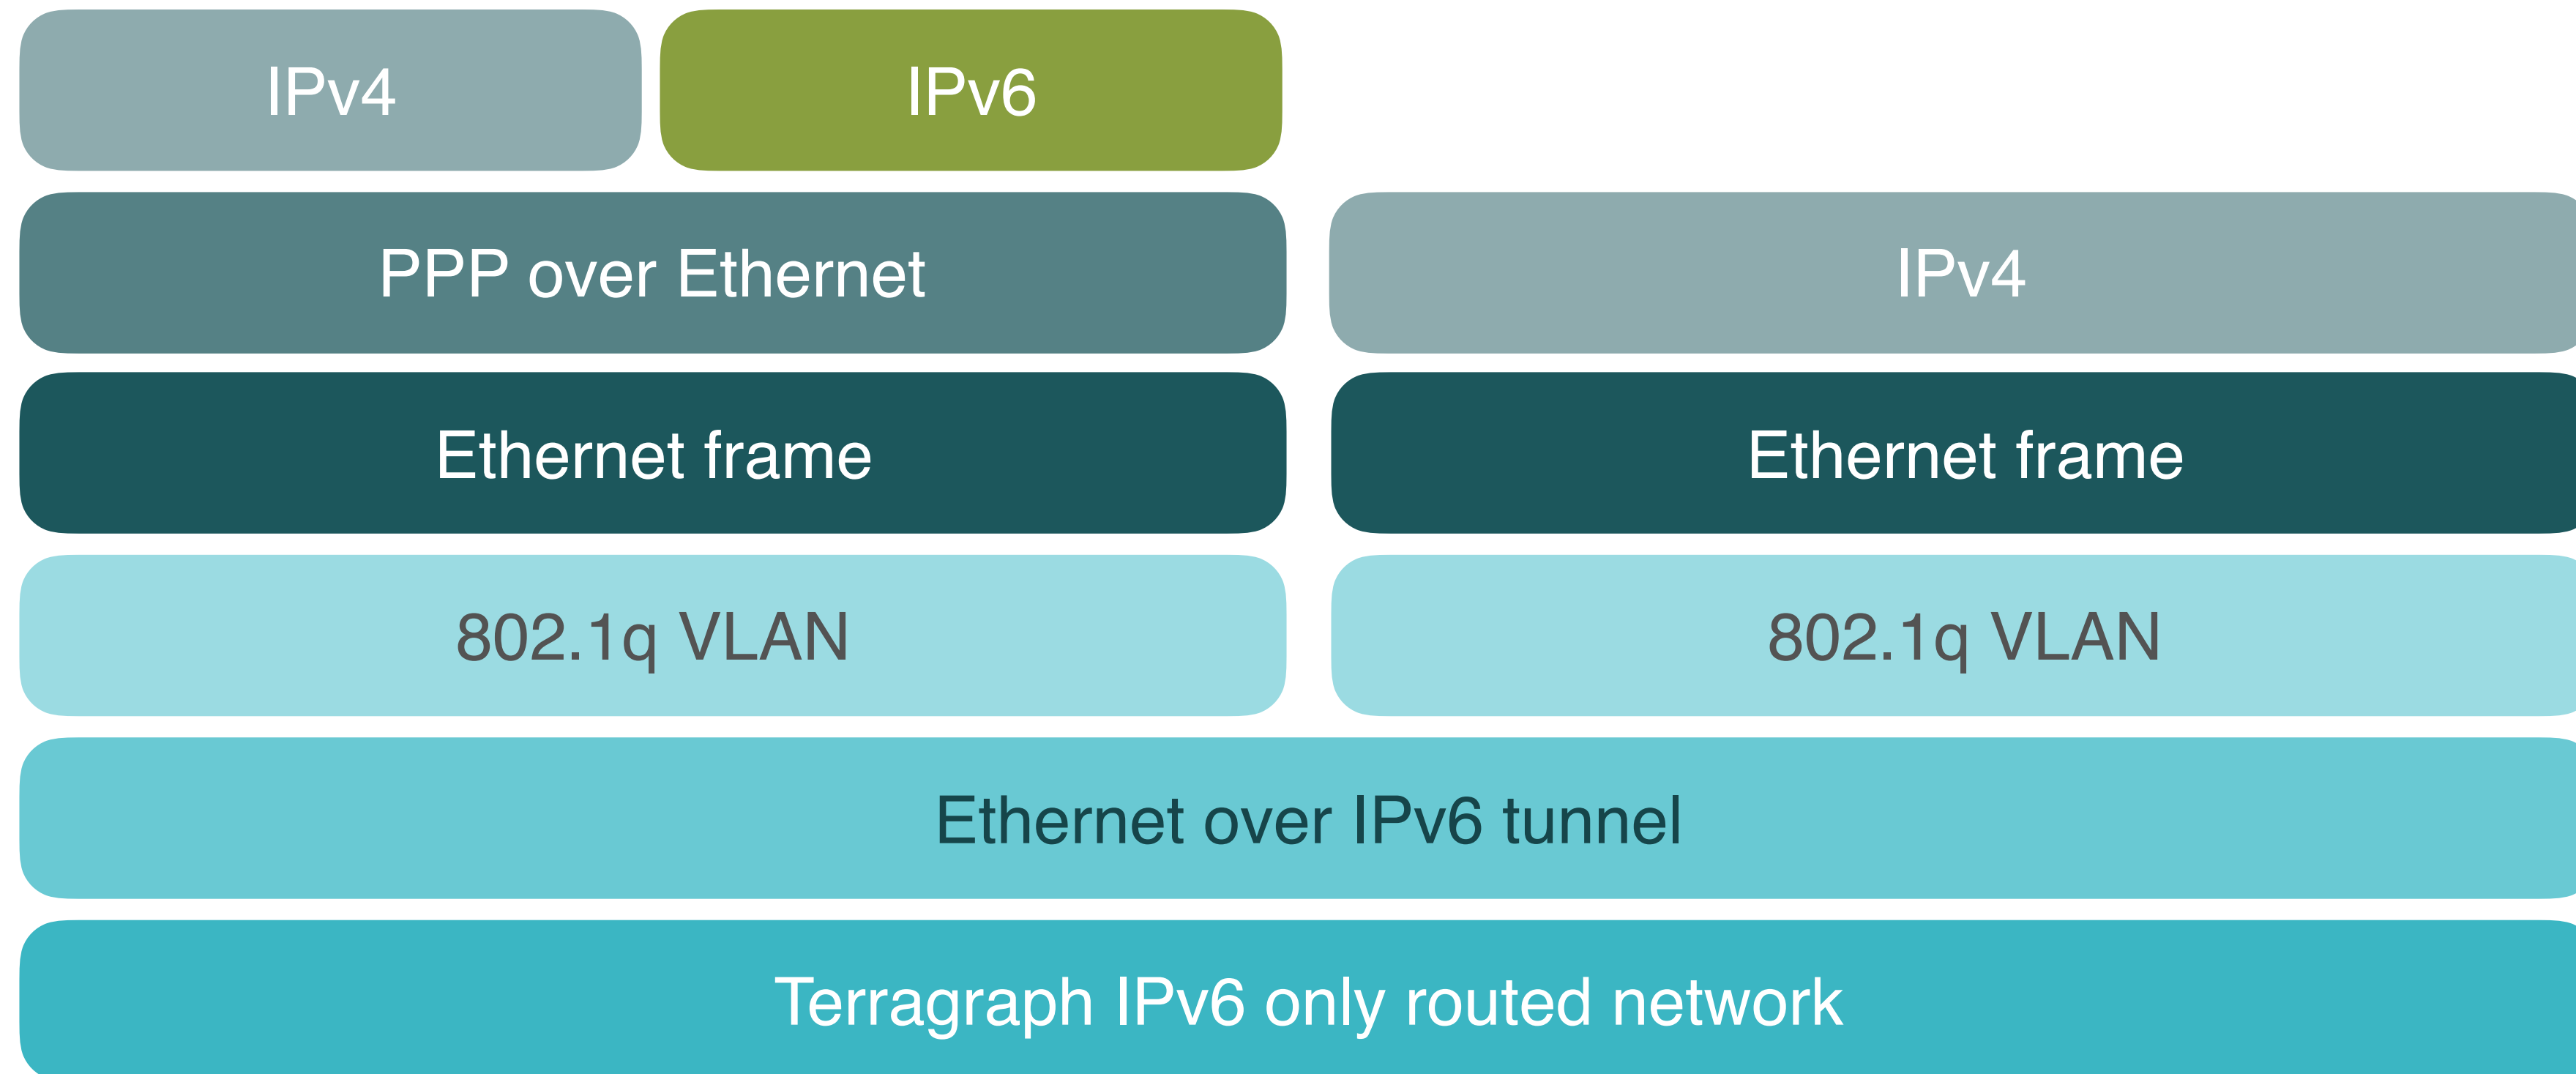 IPv4
IPv6
PPP over Ethernet
IPv4
Ethernet frame
Ethernet frame
802.1q VLAN
802.1q VLAN
Ethernet over IPv6 tunnel
Terragraph IPv6 only routed network